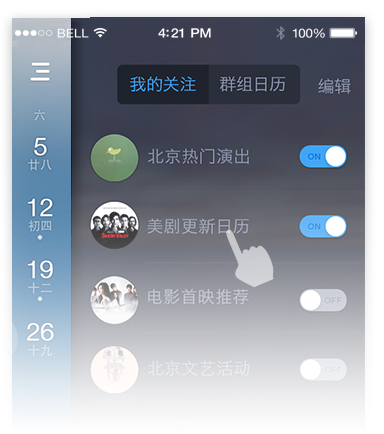 BELL 4:21 PM 100%
我的关注 群组日历 编辑
六
5
廿八
北京热门演出 ON
12
初四
美剧更新日历 ON
19
十二
电影首映推荐 OFF
26
十九
北京文艺活动 OFF